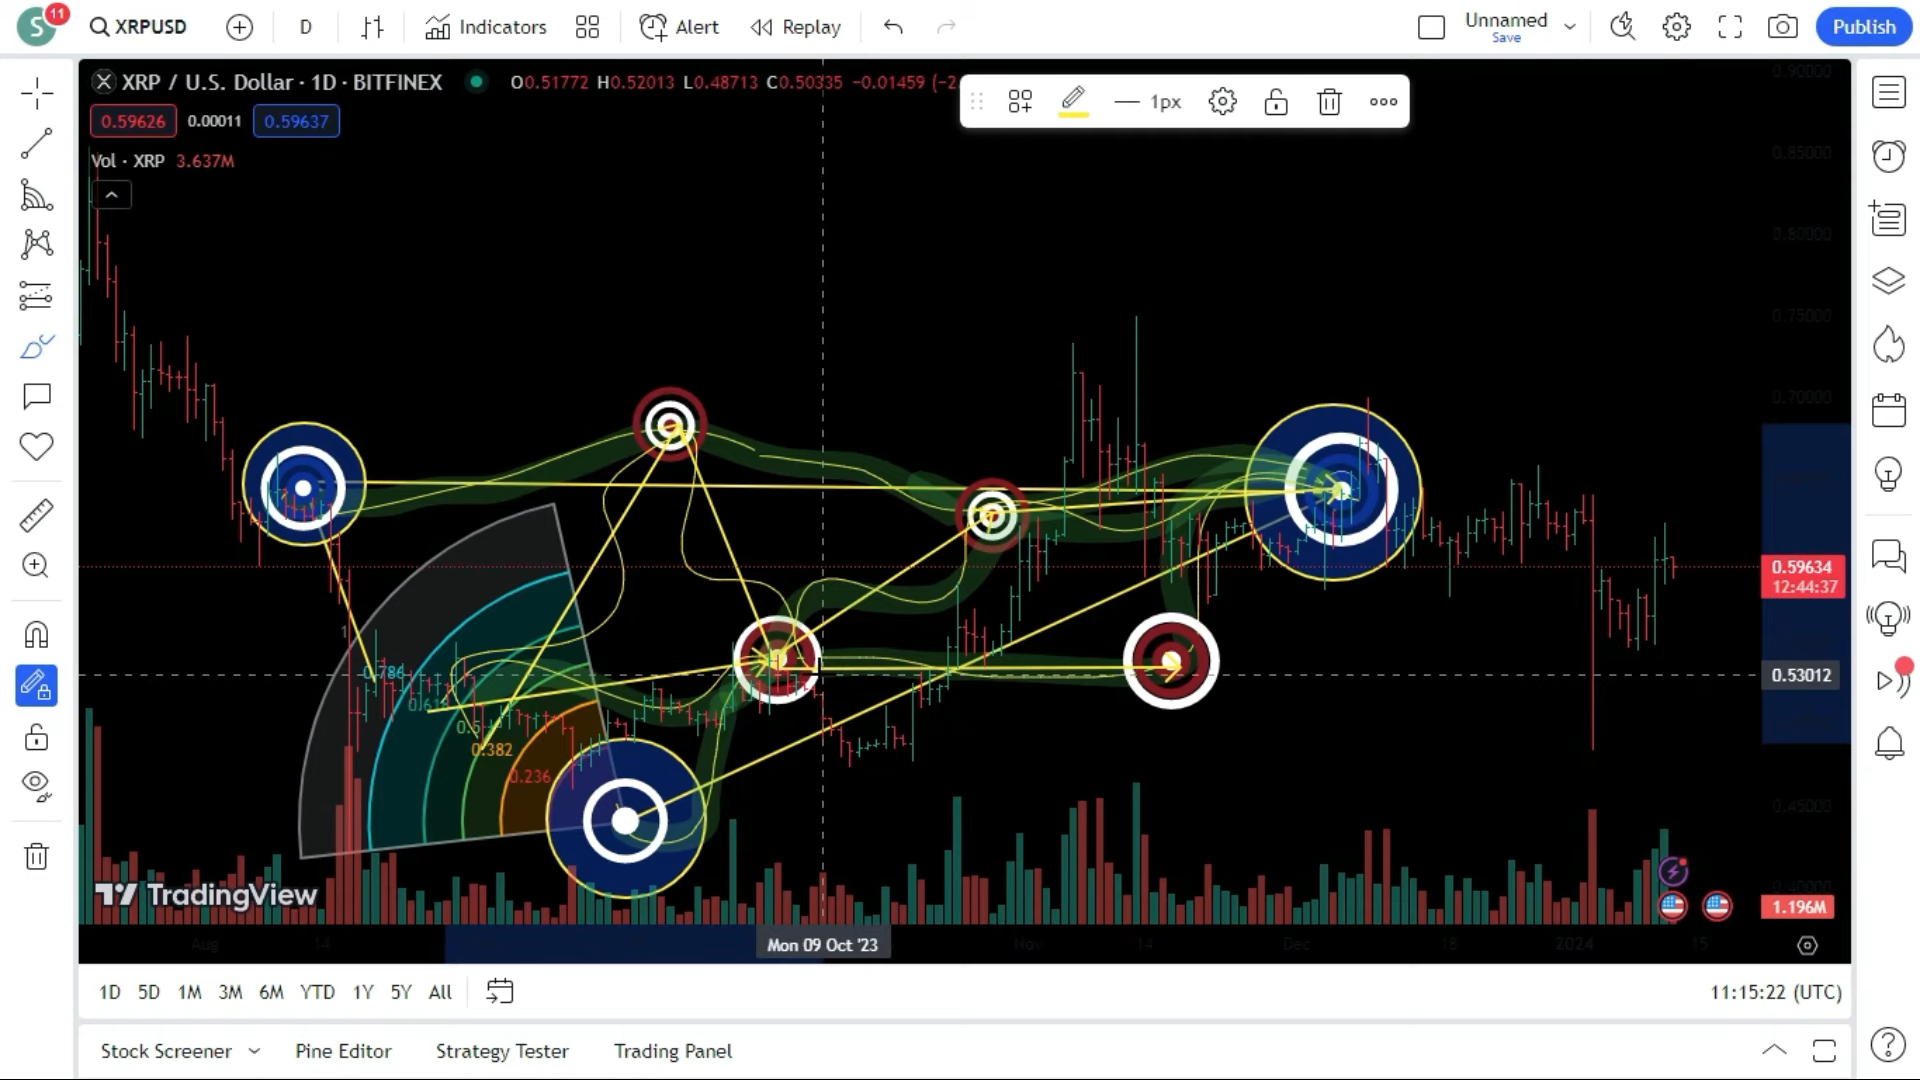 S 11 XRPUSD D Indicators Alert Replay Unnamed Save Publish
XRP / U.S. Dollar · 1D · BITFINEX O0.51772 H0.52013 L0.48713 C0.50335 −0.01459 (−2
1px
0.59626 0.00011 0.59637
Vol · XRP 3.637M
0.90000
0.85000
0.80000
0.75000
0.70000
0.59634
12:44:37
1
0.786
0.618
0.5
0.382
0.236
0.53012
0.45000
0.40000
TradingView
1.196M
Aug 14 Mon 09 Oct '23 Nov 14 Dec 18 2024 15
1D 5D 1M 3M 6M YTD 1Y 5Y All 11:15:22 (UTC)
Stock Screener Pine Editor Strategy Tester Trading Panel